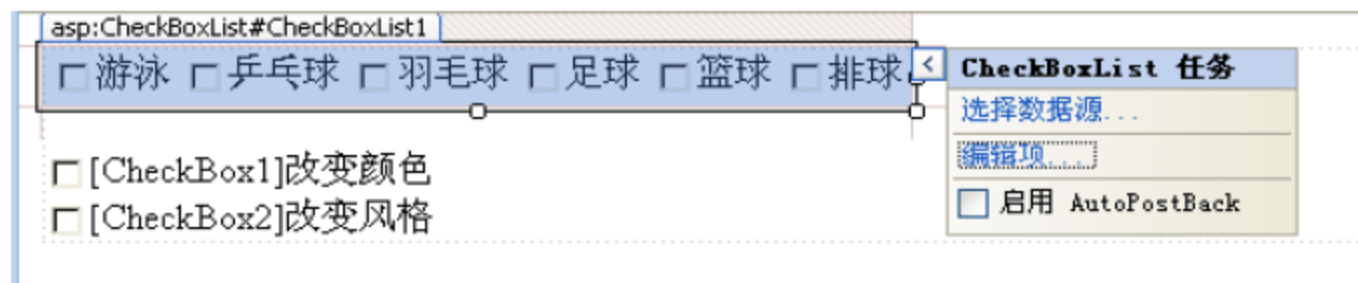 asp:CheckBoxList#CheckBoxList1
游泳 乒乓球 羽毛球 足球 篮球 排球
CheckBoxList 任务
选择数据源...
编辑项...
启用 AutoPostBack
[CheckBox1]改变颜色
[CheckBox2]改变风格